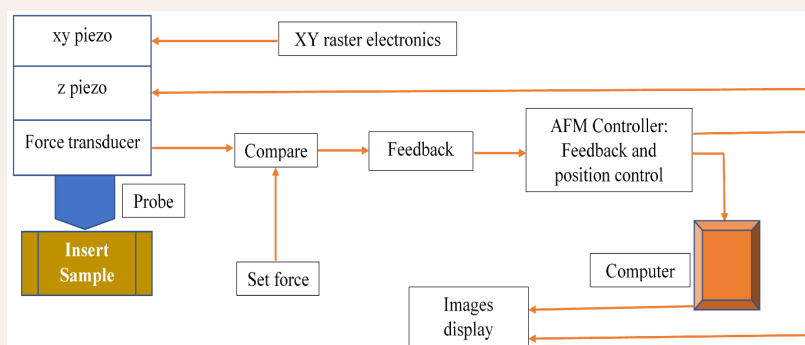 xy piezo
XY raster electronics
z piezo
Force transducer
Compare
Feedback
AFM Controller:
Feedback and
position control
Probe
Insert
Sample
Set force
Computer
Images
display